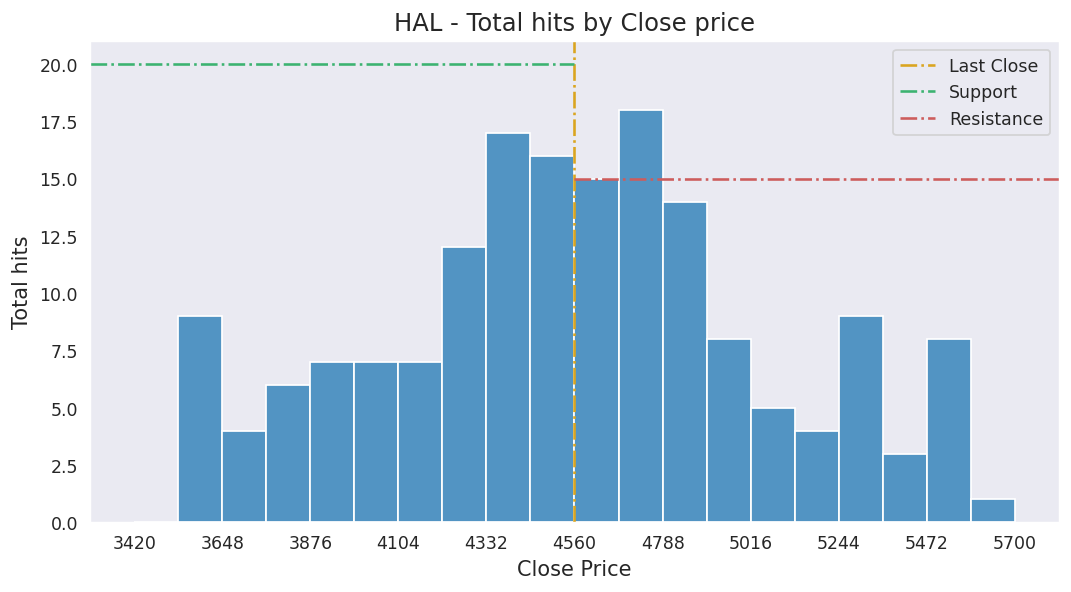 HAL - Total hits by Close price
Last Close
Support
Resistance
20.0
17.5
15.0
12.5
10.0
7.5
5.0
2.5
0.0
Total hits
3420 3648 3876 4104 4332 4560 4788 5016 5244 5472 5700
Close Price